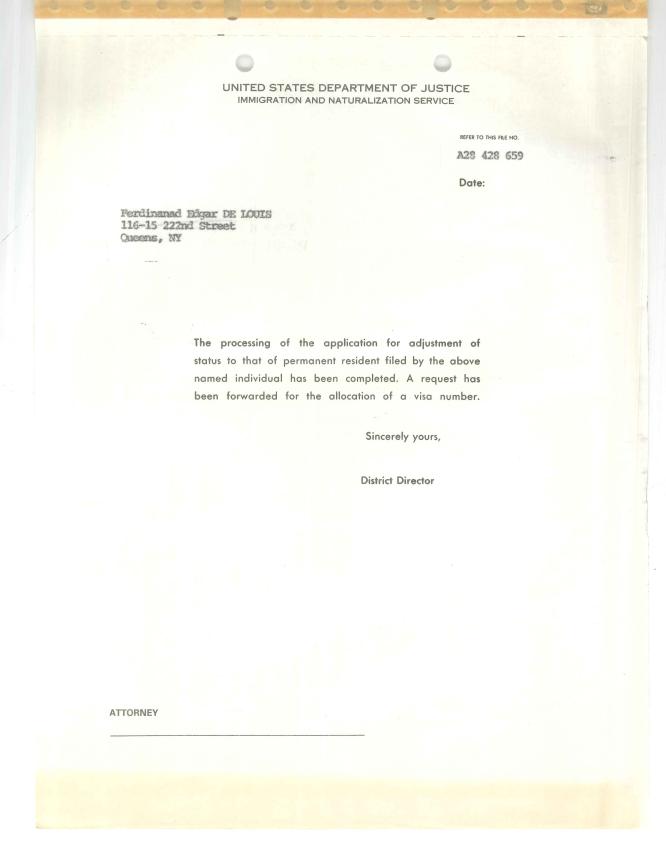 UNITED STATES DEPARTMENT OF JUSTICE
IMMIGRATION AND NATURALIZATION SERVICE
REFER TO THIS FILE NO.
A28 428 659
Date:
Ferdinanad Edgar DE LOUIS
116-15 222nd Street
Queens, NY
The processing of the application for adjustment of
status to that of permanent resident filed by the above
named individual has been completed. A request has
been forwarded for the allocation of a visa number.
Sincerely yours,
District Director
ATTORNEY